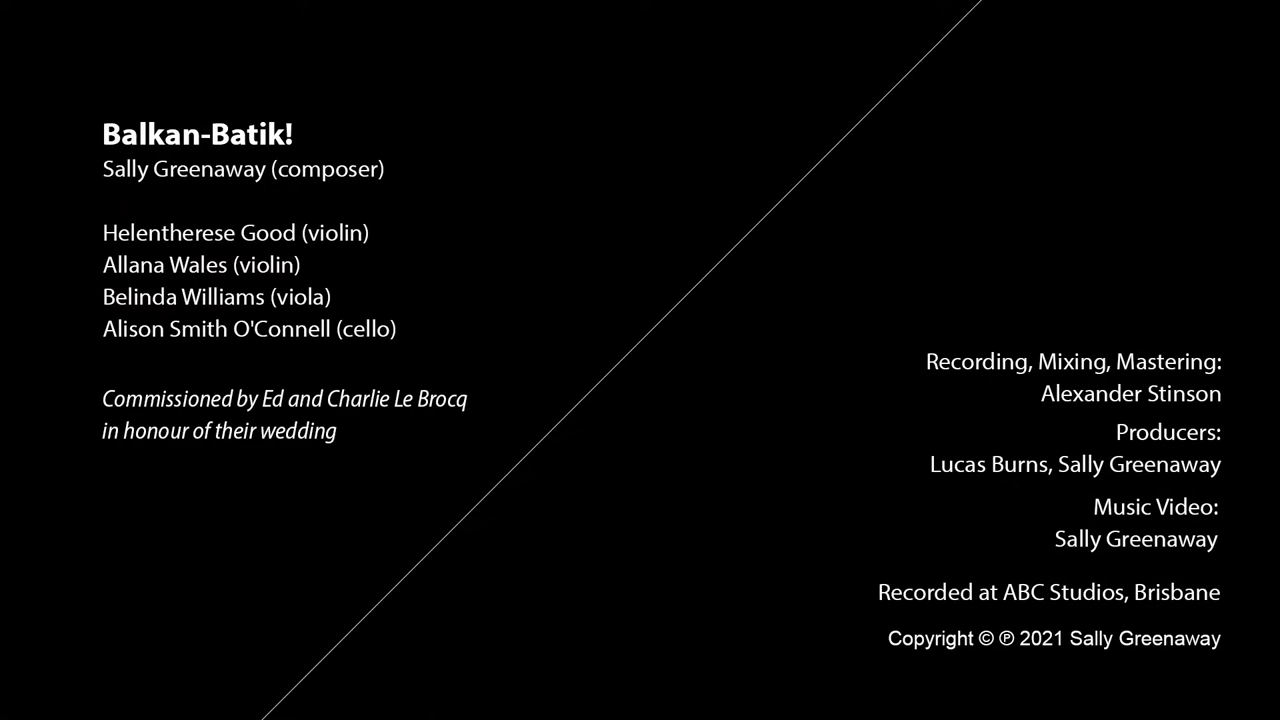 Balkan-Batik!
Sally Greenaway (composer)
Helentherese Good (violin)
Allana Wales (violin)
Belinda Williams (viola)
Alison Smith O'Connell (cello)
Commissioned by Ed and Charlie Le Brocq
in honour of their wedding
Recording, Mixing, Mastering:
Alexander Stinson
Producers:
Lucas Burns, Sally Greenaway
Music Video:
Sally Greenaway
Recorded at ABC Studios, Brisbane
Copyright © ℗ 2021 Sally Greenaway